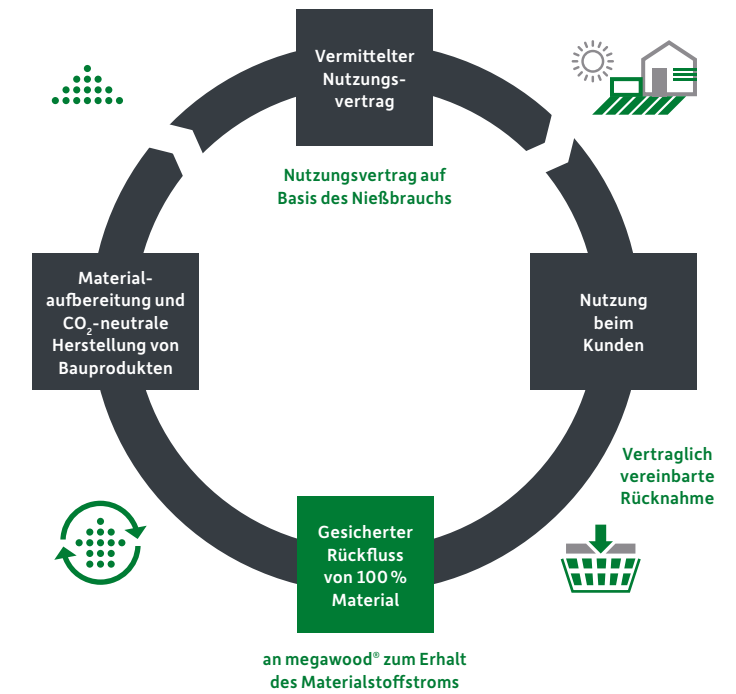 Vermittelter
Nutzungs-
vertrag
Nutzungsvertrag auf
Basis des Nießbrauchs
Material-
aufbereitung und
CO₂-neutrale
Herstellung von
Bauprodukten
Nutzung
beim
Kunden
Vertraglich
vereinbarte
Rücknahme
Gesicherter
Rückfluss
von 100 %
Material
an megawood® zum Erhalt
des Materialstoffstroms